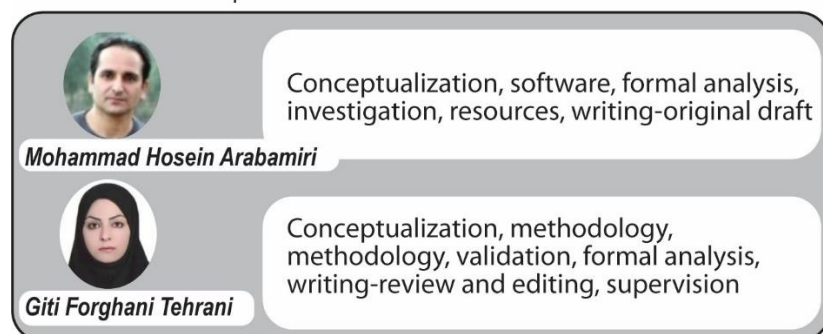 Conceptualization, software, formal analysis,
investigation, resources, writing-original draft
Mohammad Hosein Arabamiri
Conceptualization, methodology,
methodology, validation, formal analysis,
writing-review and editing, supervision
Giti Forghani Tehrani